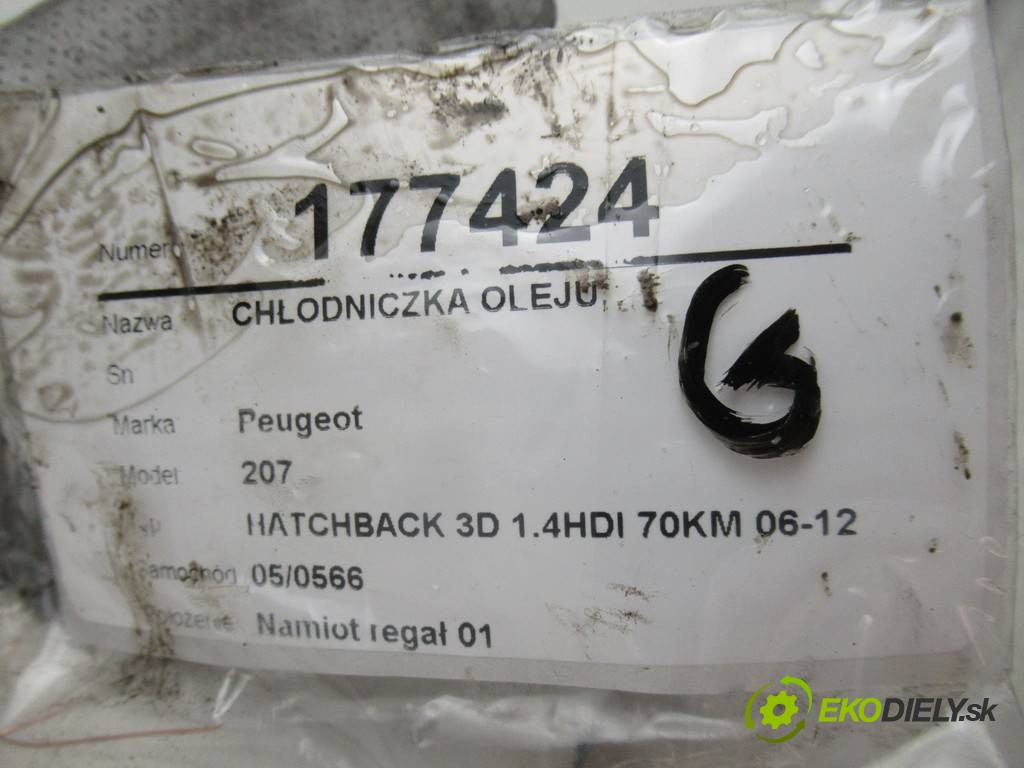 Numer 177424
Nazwa CHŁODNICZKA OLEJU
Sn
Marka Peugeot
Model 207
HATCHBACK 3D 1.4HDI 70KM 06-12
Samochód 05/0566
Namiot regał 01
G
EKODIELY.sk